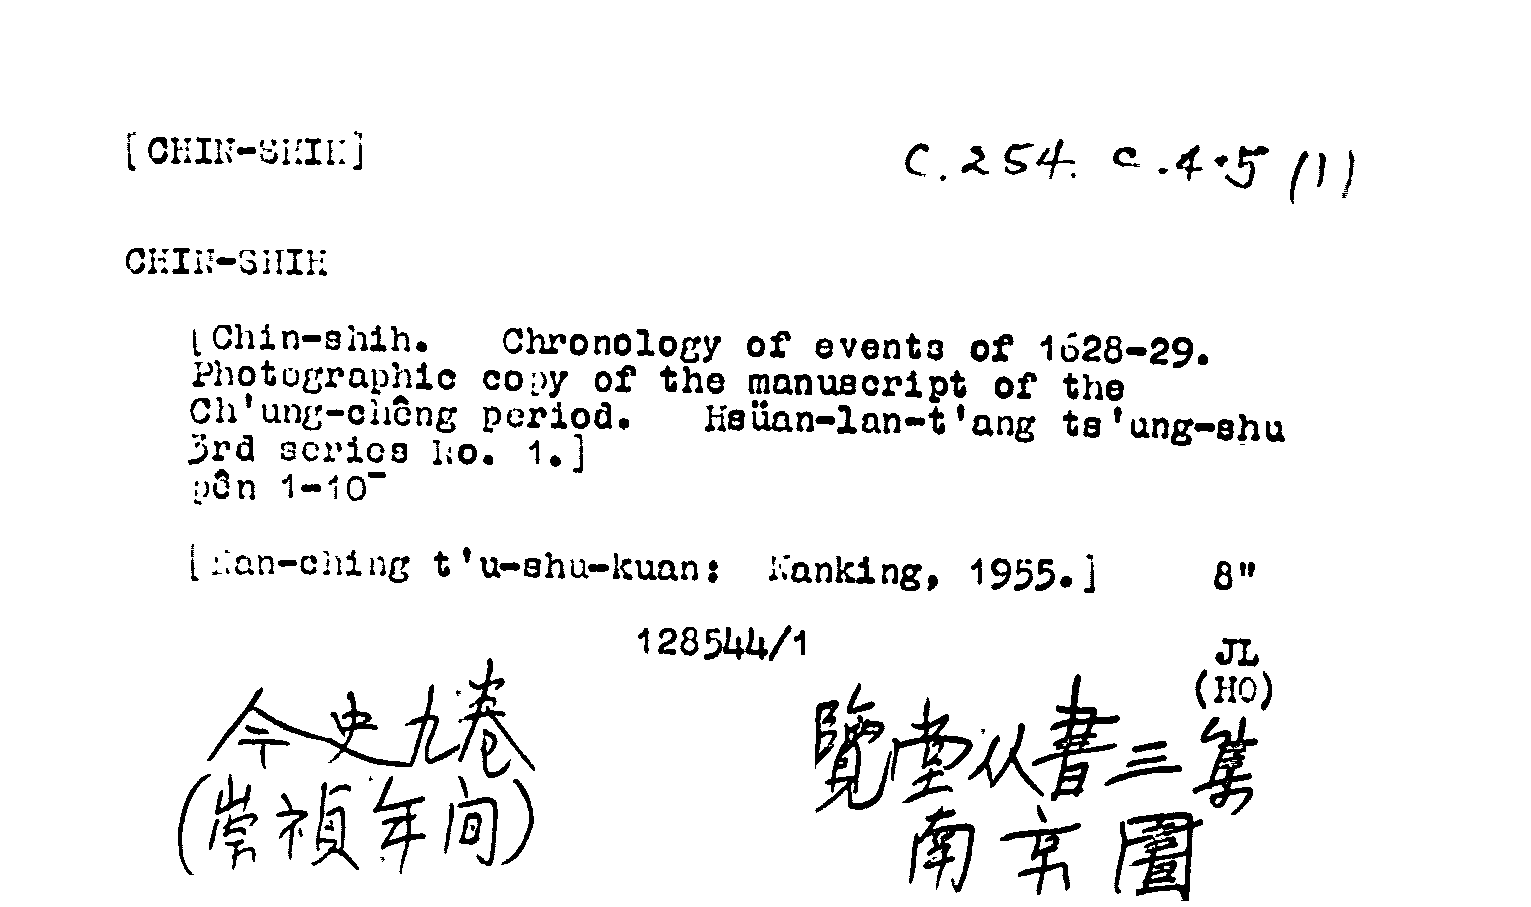 [CHIN-SHIH]
C.254. c.4.5(1)
CHIN-SHIH
[Chin-shih. Chronology of events of 1628-29.
Photographic copy of the manuscript of the
Ch'ung-chêng period. Hsüan-lan-t'ang ts'ung-shu
3rd series No. 1.]
pên 1-10
[Nan-ching t'u-shu-kuan: Nanking, 1955.] 8"
128544/1
JL
(HO)
今史九卷
(崇禎年间)
覽堂从書三集
南京圖